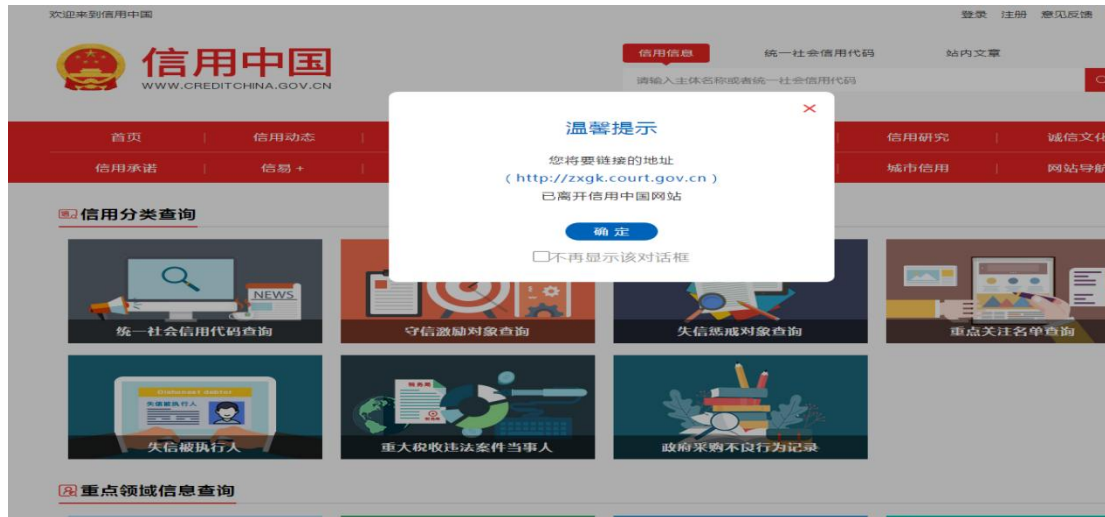 欢迎来到信用中国
登录 注册 意见反馈
信用中国
WWW.CREDITCHINA.GOV.CN
信用信息 统一社会信用代码 站内文章
请输入主体名称或者统一社会信用代码
温馨提示
您将要链接的地址
(http://zxgk.court.gov.cn)
已离开信用中国网站
确定
不再显示该对话框
首页 信用动态 信用研究 诚信文化
信用承诺 信易+ 城市信用 网站导航
信用分类查询
NEWS
统一社会信用代码查询 守信激励对象查询 失信惩戒对象查询 重点关注名单查询
失信被执行人
失信被执行人 重大税收违法案件当事人 政府采购不良行为记录
重点领域信息查询